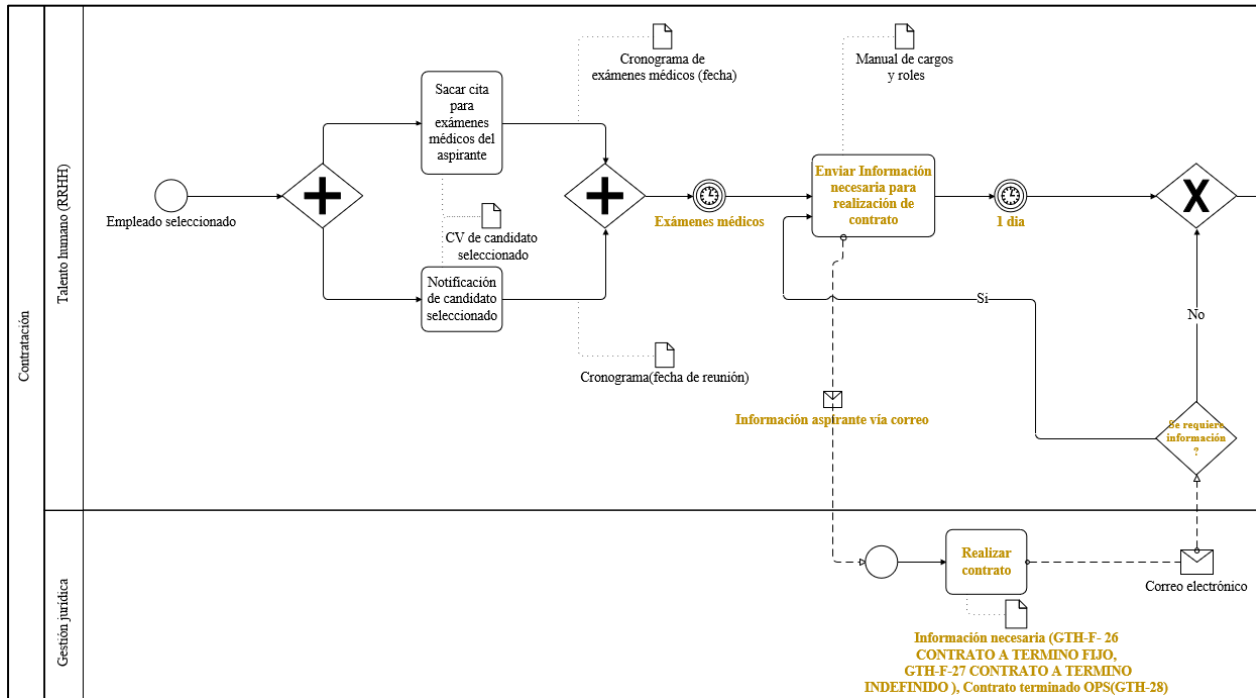 Contratación
Talento humano (RRHH)
Gestión jurídica
Empleado seleccionado
Sacar cita
para
exámenes
médicos del
aspirante
CV de candidato
seleccionado
Notificación
de candidato
seleccionado
Cronograma de
exámenes médicos (fecha)
Cronograma(fecha de reunión)
Exámenes médicos
Manual de cargos
y roles
Enviar Información
necesaria para
realización de
contrato
1 dia
X
Si
No
Se requiere
información
?
Información aspirante vía correo
Realizar
contrato
Correo electrónico
Información necesaria (GTH-F- 26
CONTRATO A TERMINO FIJO,
GTH-F-27 CONTRATO A TERMINO
INDEFINIDO ), Contrato terminado OPS(GTH-28)